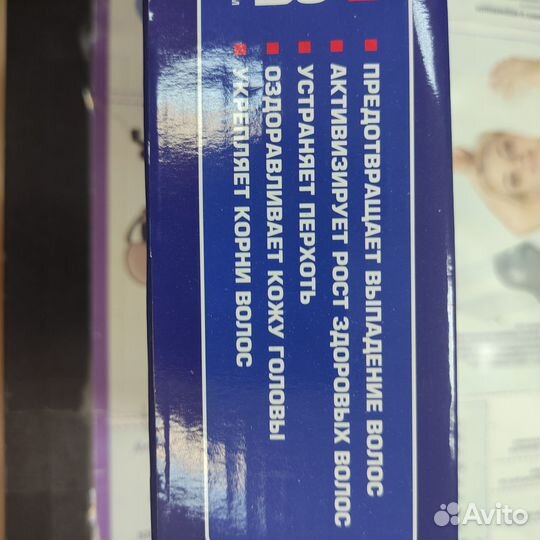 ПРЕДОТВРАЩАЕТ ВЫПАДЕНИЕ ВОЛОС
АКТИВИЗИРУЕТ РОСТ ЗДОРОВЫХ ВОЛОС
УСТРАНЯЕТ ПЕРХОТЬ
ОЗДОРАВЛИВАЕТ КОЖУ ГОЛОВЫ
УКРЕПЛЯЕТ КОРНИ ВОЛОС
Avito